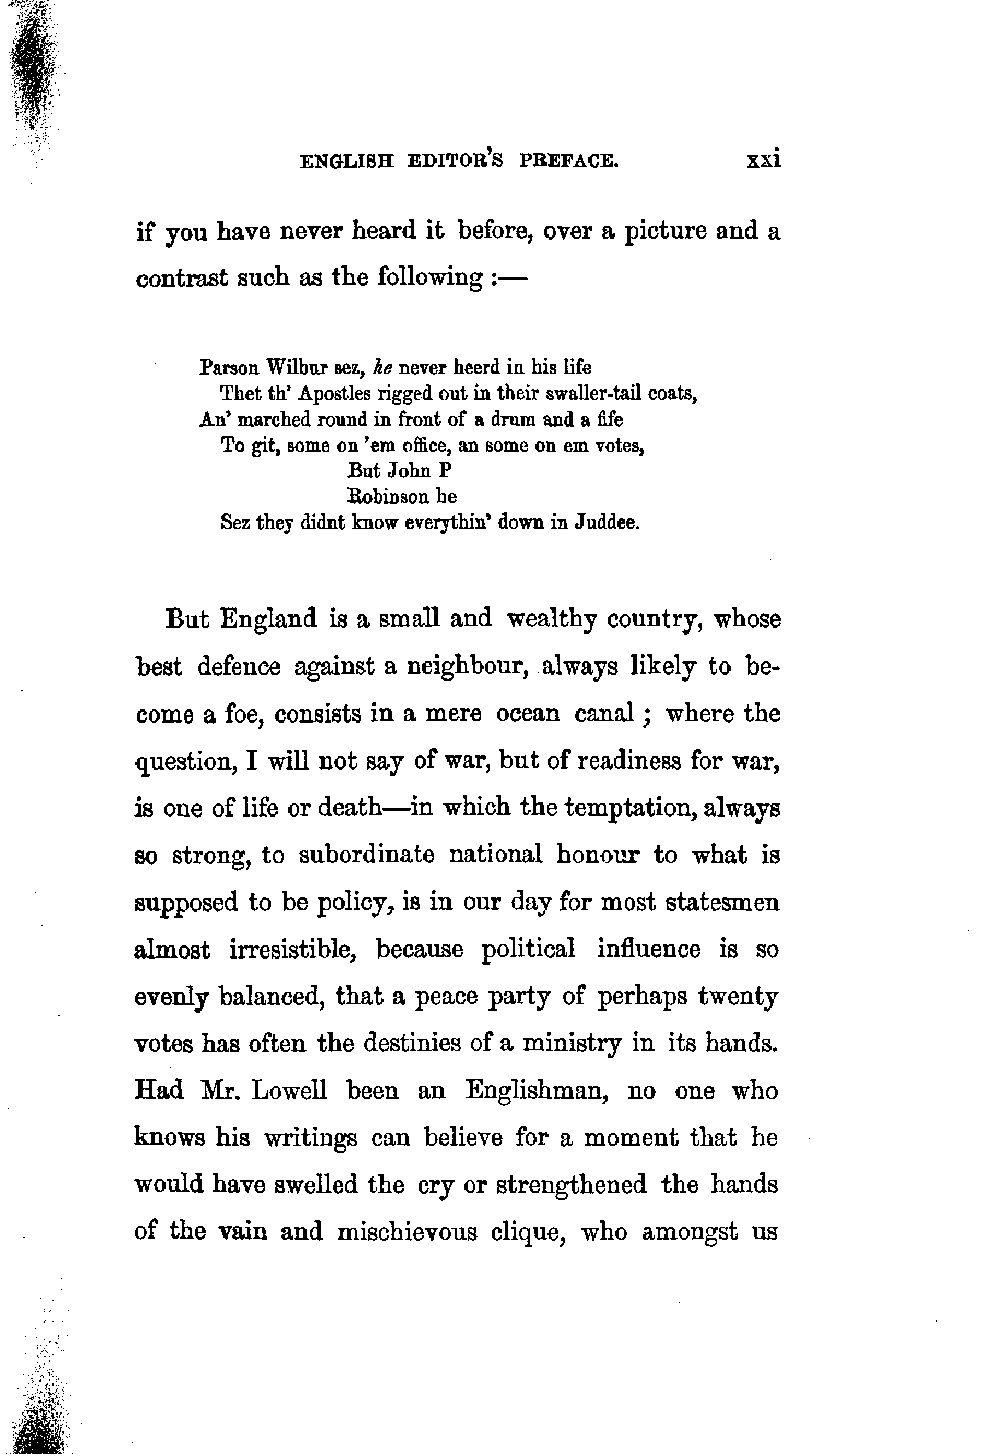 ENGLISH EDITOR'S PREFACE. xxi
if you have never heard it before, over a picture and a
contrast such as the following :—
Parson Wilbur sez, he never heerd in his life
Thet th' Apostles rigged out in their swaller-tail coats,
An' marched round in front of a drum and a fife
To git, some on 'em office, an some on em votes,
But John P
Robinson he
Sez they didnt know everythin' down in Juddee.
But England is a small and wealthy country, whose
best defence against a neighbour, always likely to be-
come a foe, consists in a mere ocean canal ; where the
question, I will not say of war, but of readiness for war,
is one of life or death—in which the temptation, always
so strong, to subordinate national honour to what is
supposed to be policy, is in our day for most statesmen
almost irresistible, because political influence is so
evenly balanced, that a peace party of perhaps twenty
votes has often the destinies of a ministry in its hands.
Had Mr. Lowell been an Englishman, no one who
knows his writings can believe for a moment that he
would have swelled the cry or strengthened the hands
of the vain and mischievous clique, who amongst us